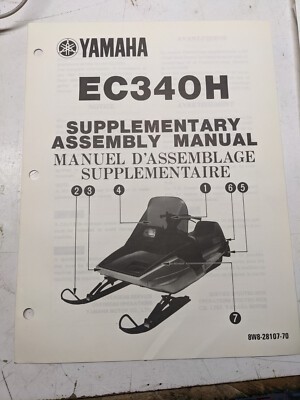 YAMAHA
EC340H
SUPPLEMENTARY
ASSEMBLY MANUAL
MANUEL D'ASSEMBLAGE
SUPPLEMENTAIRE
2 3 4 1 6 5
7
8W8-28107-70